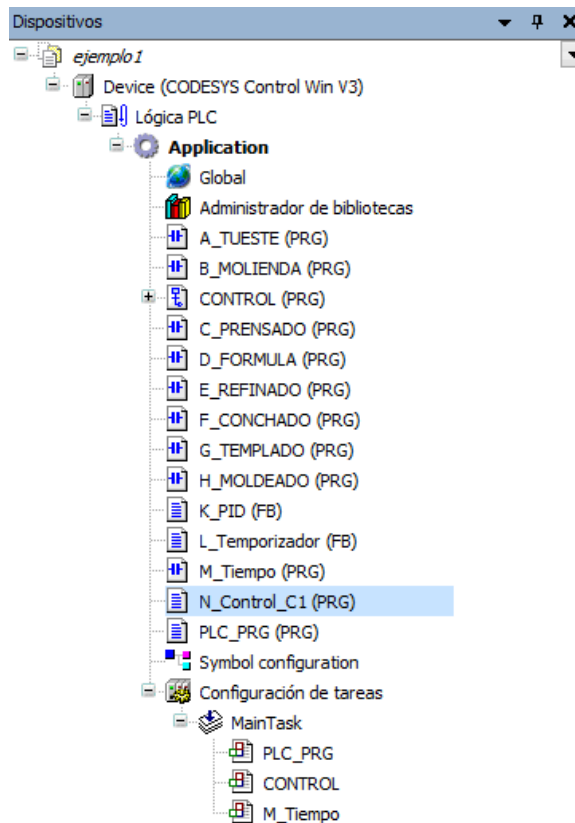 Dispositivos
ejemplo1
Device (CODESYS Control Win V3)
Lógica PLC
Application
Global
Administrador de bibliotecas
A_TUESTE (PRG)
B_MOLIENDA (PRG)
CONTROL (PRG)
C_PRENSADO (PRG)
D_FORMULA (PRG)
E_REFINADO (PRG)
F_CONCHADO (PRG)
G_TEMPLADO (PRG)
H_MOLDEADO (PRG)
K_PID (FB)
L_Temporizador (FB)
M_Tiempo (PRG)
N_Control_C1 (PRG)
PLC_PRG (PRG)
Symbol configuration
Configuración de tareas
MainTask
PLC_PRG
CONTROL
M_Tiempo